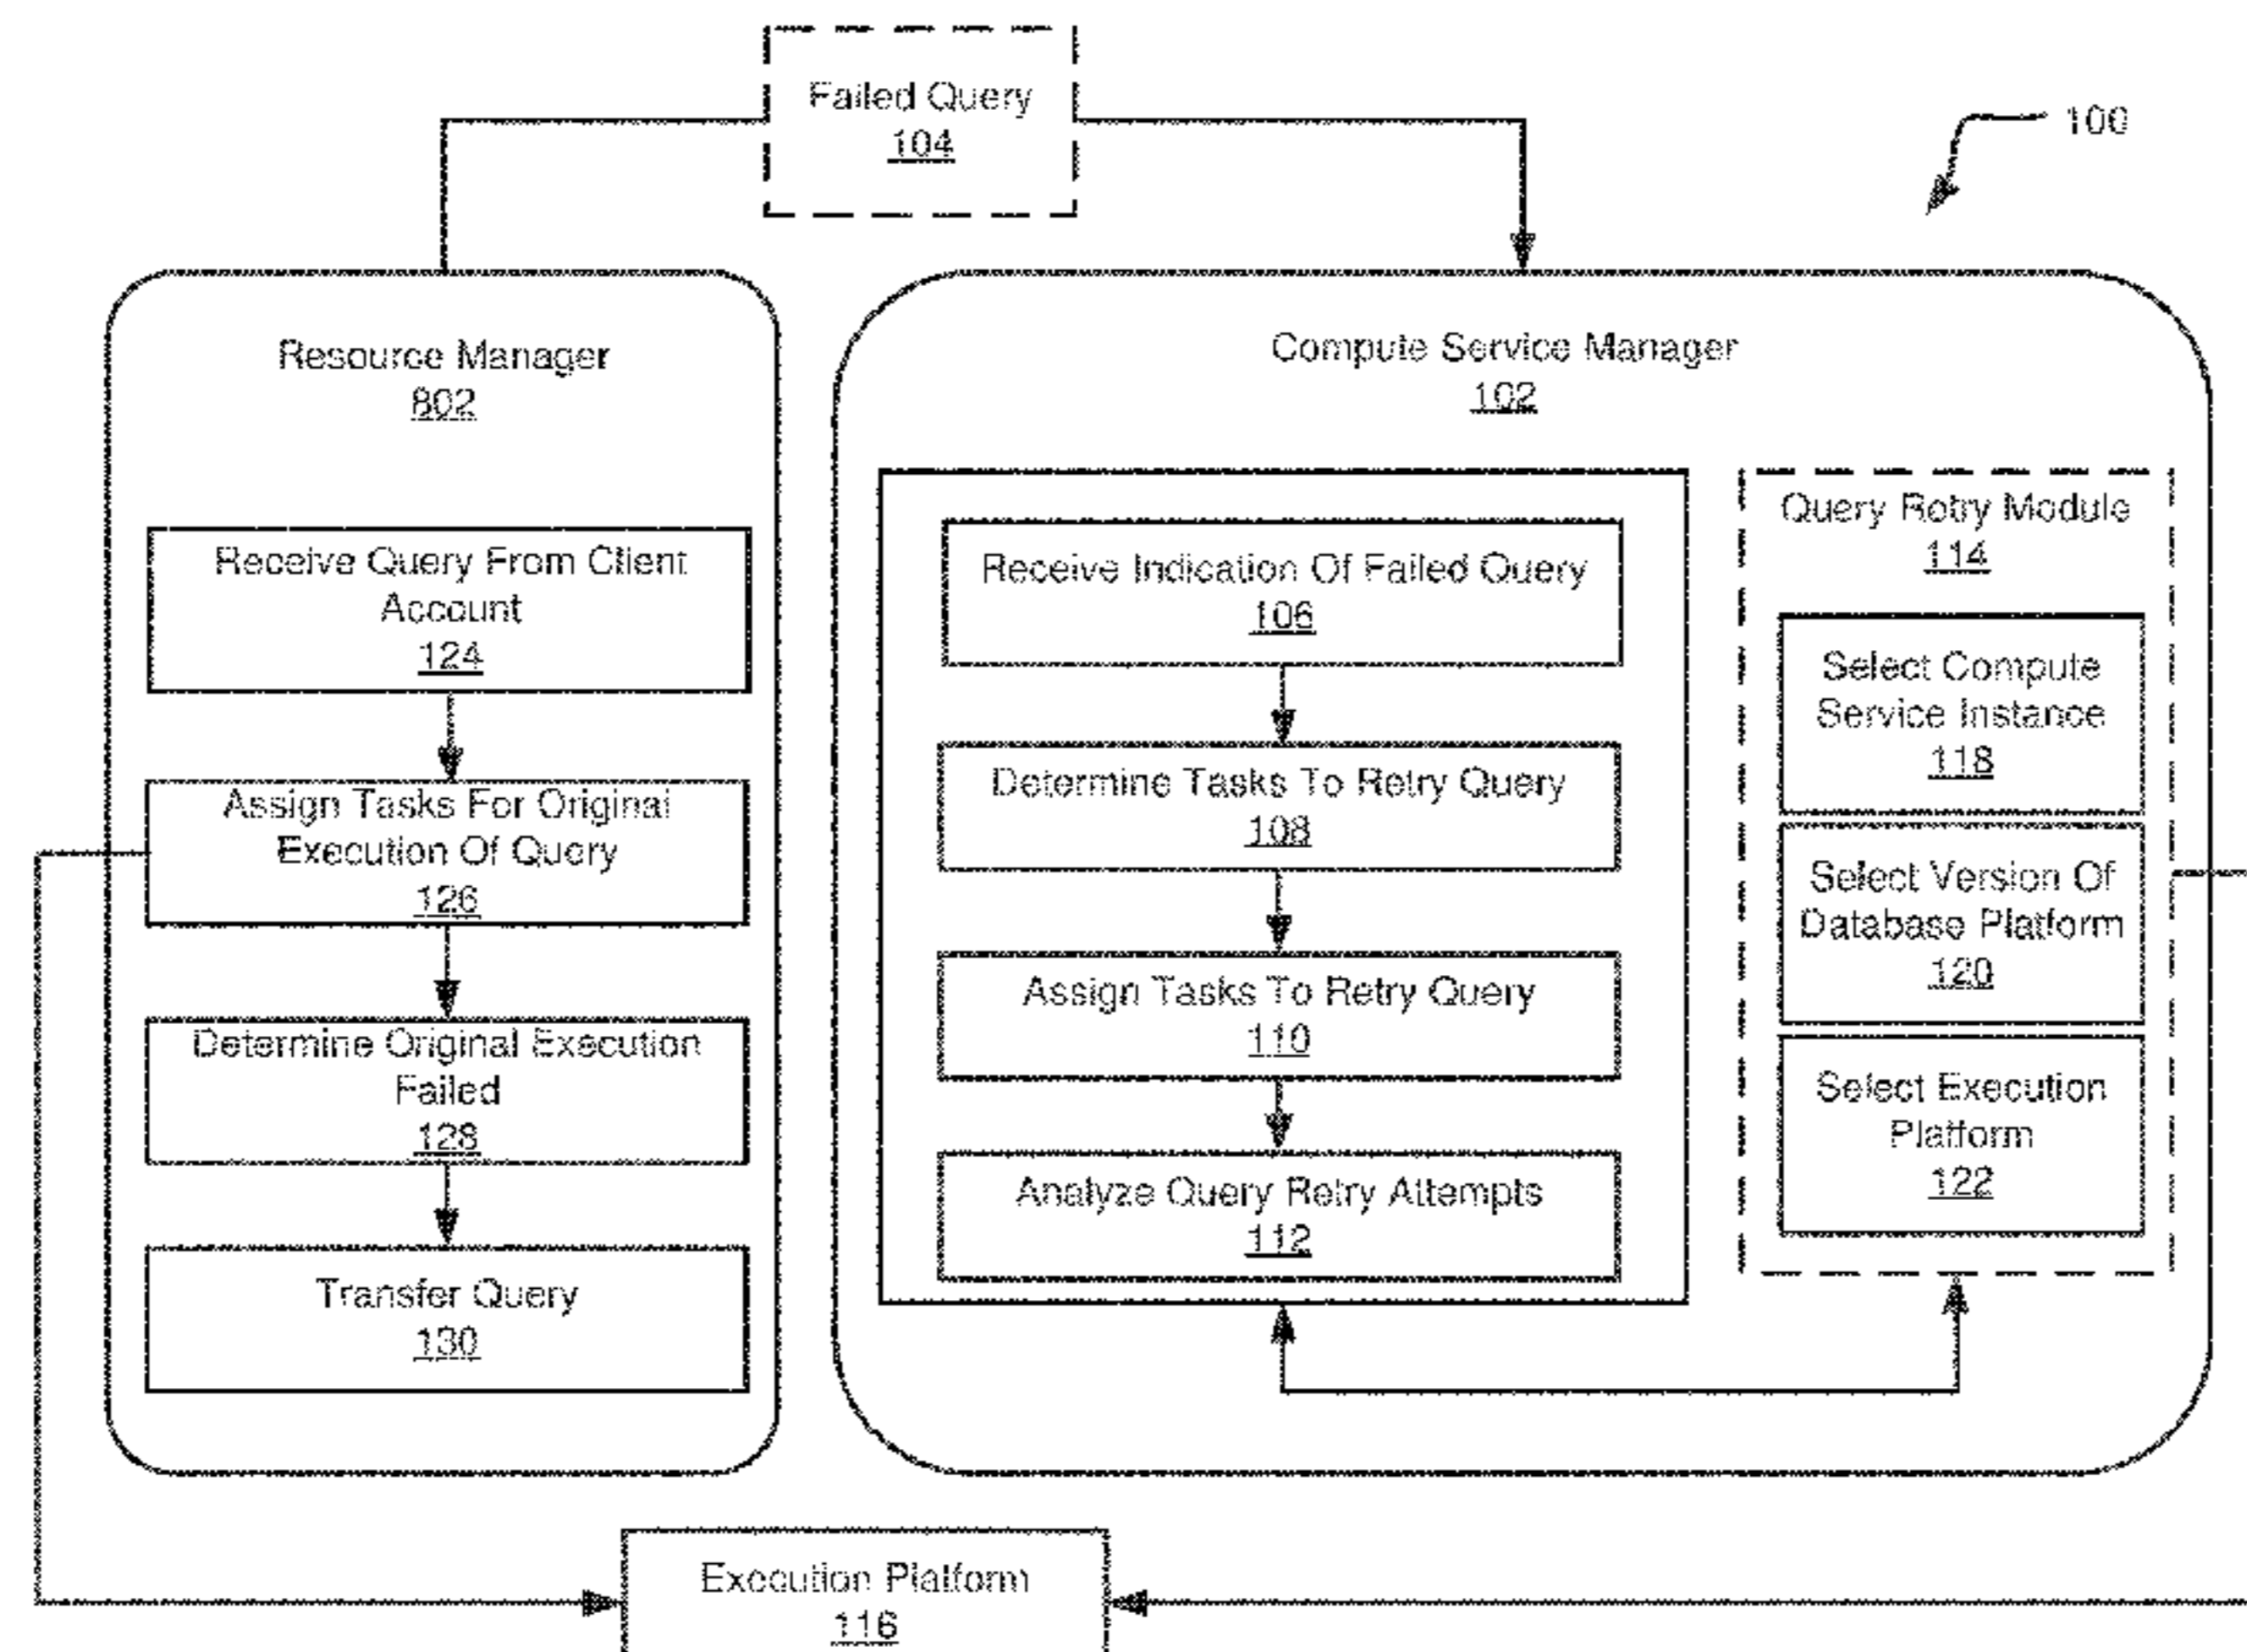 Failed Query
104
100
Resource Manager
802
Receive Query From Client
Account
124
Assign Tasks For Original
Execution Of Query
126
Determine Original Execution
Failed
128
Transfer Query
130
Compute Service Manager
102
Receive Indication Of Failed Query
106
Determine Tasks To Retry Query
108
Assign Tasks To Retry Query
110
Analyze Query Retry Attempts
112
Query Retry Module
114
Select Compute
Service Instance
118
Select Version Of
Database Platform
120
Select Execution
Platform
122
Execution Platform
116